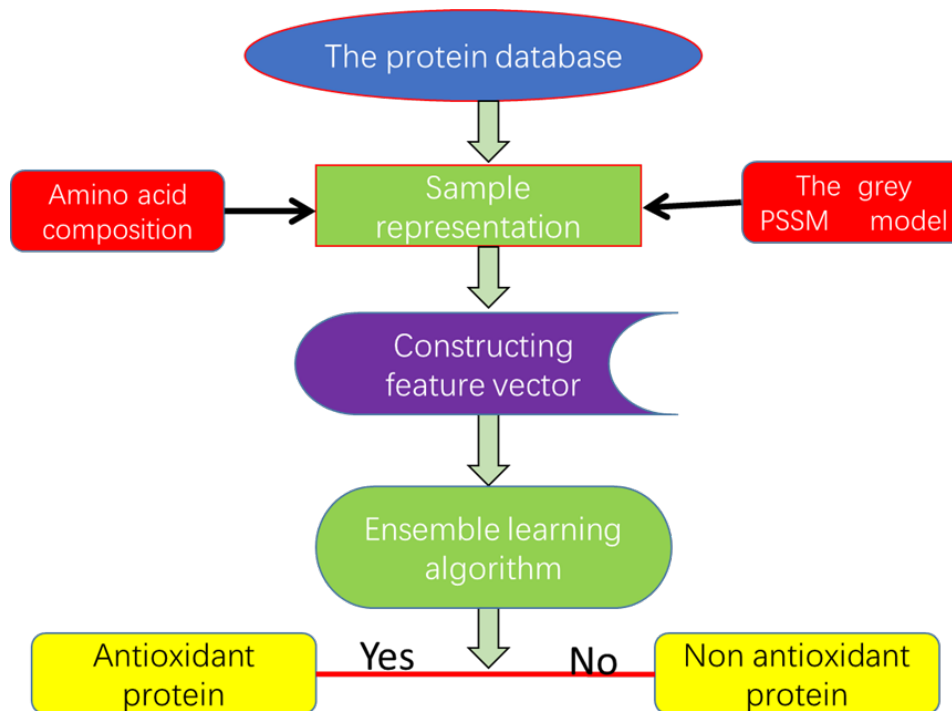 The protein database
Amino acid
composition
Sample
representation
The grey
PSSM model
Constructing
feature vector
Ensemble learning
algorithm
Yes
No
Antioxidant
protein
Non antioxidant
protein